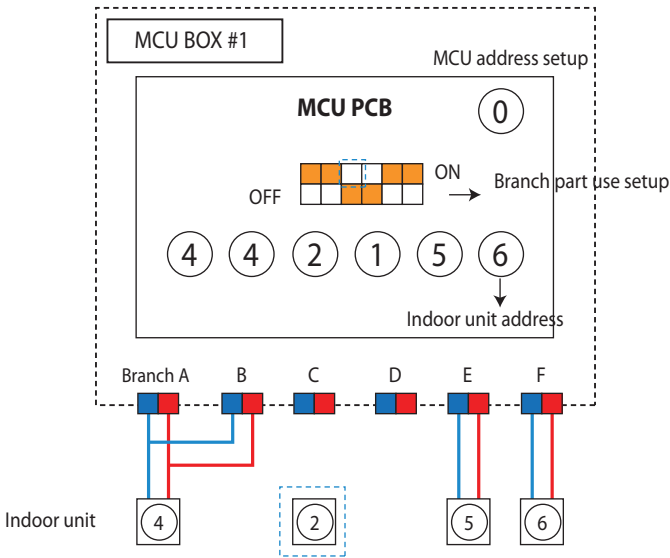 MCU BOX #1
MCU address setup
MCU PCB
0
ON
OFF
Branch part use setup
4 4 2 1 5 6
Indoor unit address
Branch A B C D E F
Indoor unit 4 2 5 6